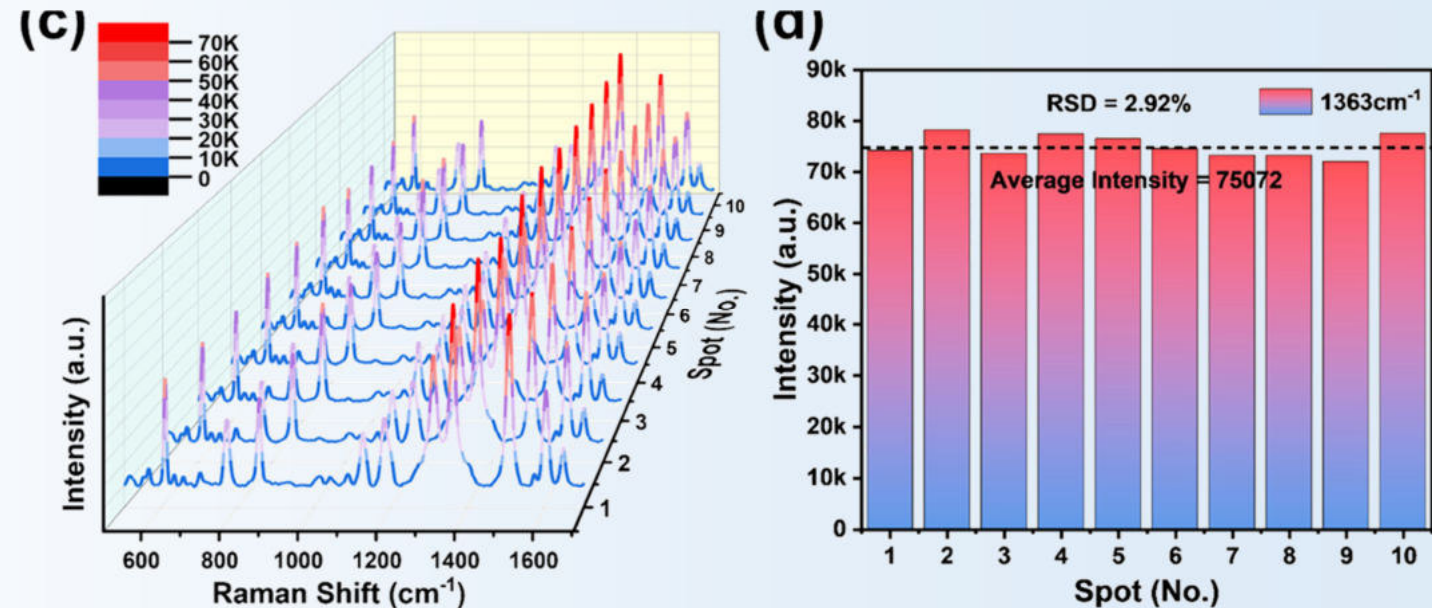 (c)
70K
60K
50K
40K
30K
20K
10K
0
Intensity (a.u.)
600 800 1000 1200 1400 1600
Raman Shift (cm⁻¹)
1
2
3
4
5
6
7
8
9
10
Spot (No.)
(d)
90k
80k
70k
60k
50k
40k
30k
20k
10k
0
Intensity (a.u.)
RSD = 2.92%
1363cm⁻¹
Average Intensity = 75072
1 2 3 4 5 6 7 8 9 10
Spot (No.)